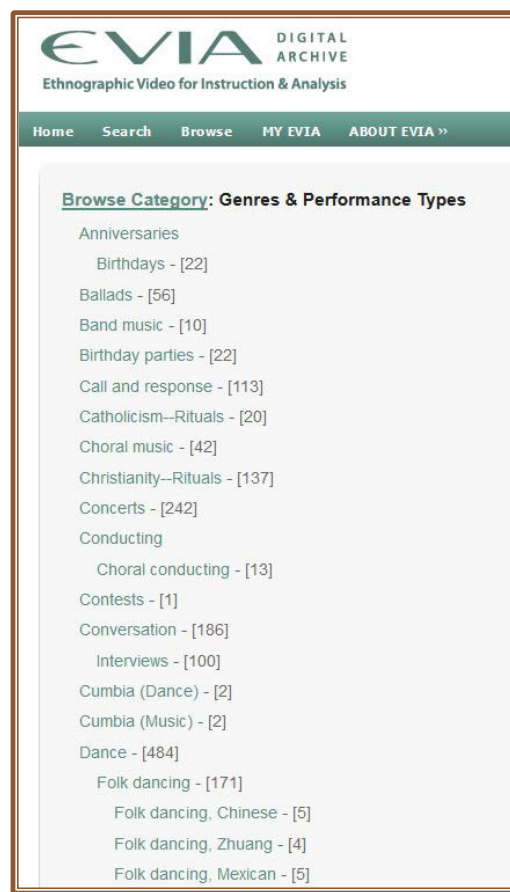 EVIA DIGITAL
ARCHIVE
Ethnographic Video for Instruction & Analysis
Home Search Browse MY EVIA ABOUT EVIA »
Browse Category: Genres & Performance Types
Anniversaries
Birthdays - [22]
Ballads - [56]
Band music - [10]
Birthday parties - [22]
Call and response - [113]
Catholicism--Rituals - [20]
Choral music - [42]
Christianity--Rituals - [137]
Concerts - [242]
Conducting
Choral conducting - [13]
Contests - [1]
Conversation - [186]
Interviews - [100]
Cumbia (Dance) - [2]
Cumbia (Music) - [2]
Dance - [484]
Folk dancing - [171]
Folk dancing, Chinese - [5]
Folk dancing, Zhuang - [4]
Folk dancing, Mexican - [5]